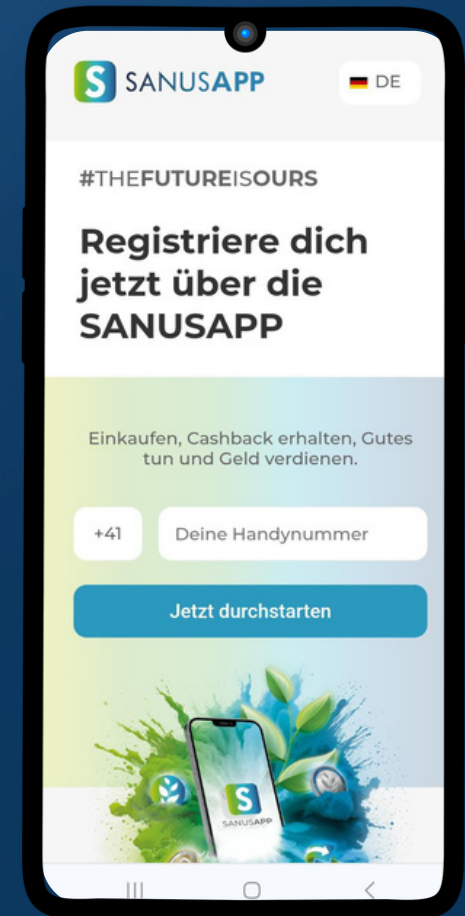 S SANUSAPP
DE
#THEFUTUREISOURS
Registriere dich
jetzt über die
SANUSAPP
Einkaufen, Cashback erhalten, Gutes
tun und Geld verdienen.
+41
Deine Handynummer
Jetzt durchstarten
S
SANUSAPP